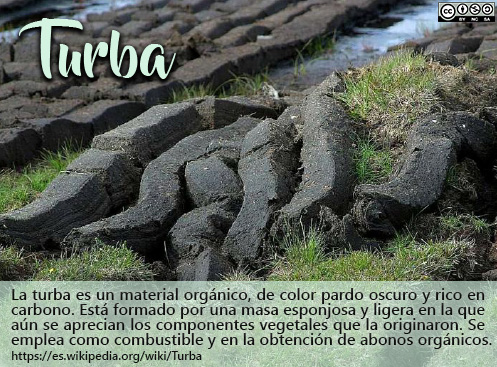 Turba
BY NC SA
La turba es un material orgánico, de color pardo oscuro y rico en
carbono. Está formado por una masa esponjosa y ligera en la que
aún se aprecian los componentes vegetales que la originaron. Se
emplea como combustible y en la obtención de abonos orgánicos.
https://es.wikipedia.org/wiki/Turba